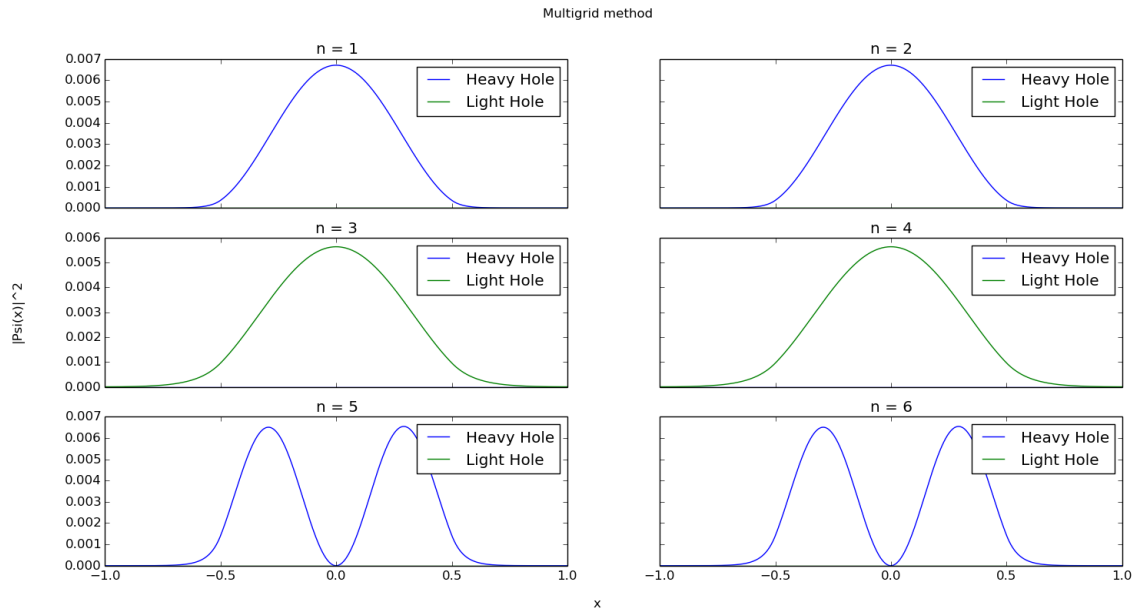 Multigrid method
n = 1
0.007
0.006
0.005
0.004
0.003
0.002
0.001
0.000
Heavy Hole
Light Hole
n = 2
Heavy Hole
Light Hole
n = 3
0.006
0.005
0.004
0.003
0.002
0.001
0.000
Heavy Hole
Light Hole
n = 4
Heavy Hole
Light Hole
|Psi(x)|^2
n = 5
0.007
0.006
0.005
0.004
0.003
0.002
0.001
0.000
Heavy Hole
Light Hole
−1.0 −0.5 0.0 0.5 1.0
n = 6
Heavy Hole
Light Hole
−1.0 −0.5 0.0 0.5 1.0
x